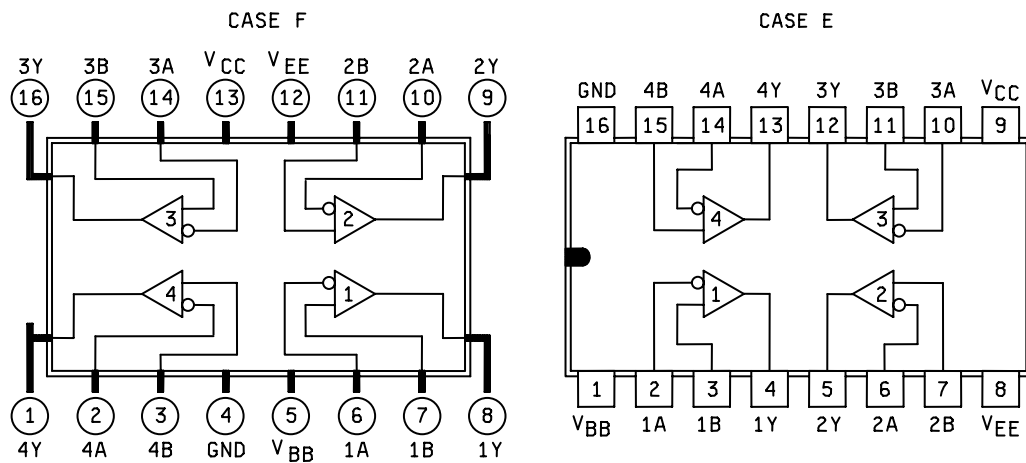 CASE F
3Y 3B 3A VCC VEE 2B 2A 2Y
16 15 14 13 12 11 10 9
3 2
4 1
1 2 3 4 5 6 7 8
4Y 4A 4B GND VBB 1A 1B 1Y
CASE E
GND 4B 4A 4Y 3Y 3B 3A VCC
16 15 14 13 12 11 10 9
4 3
1 2
1 2 3 4 5 6 7 8
VBB 1A 1B 1Y 2Y 2A 2B VEE